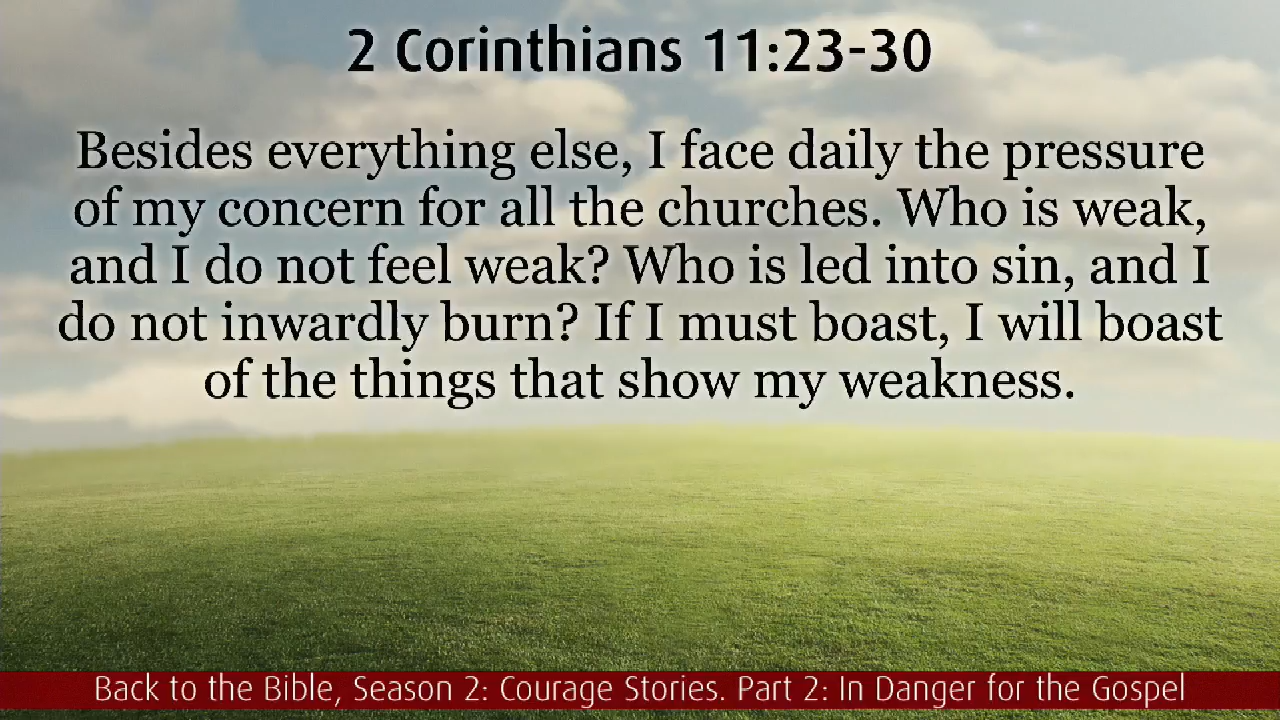 2 Corinthians 11:23-30
Besides everything else, I face daily the pressure
of my concern for all the churches. Who is weak,
and I do not feel weak? Who is led into sin, and I
do not inwardly burn? If I must boast, I will boast
of the things that show my weakness.
Back to the Bible, Season 2: Courage Stories. Part 2: In Danger for the Gospel